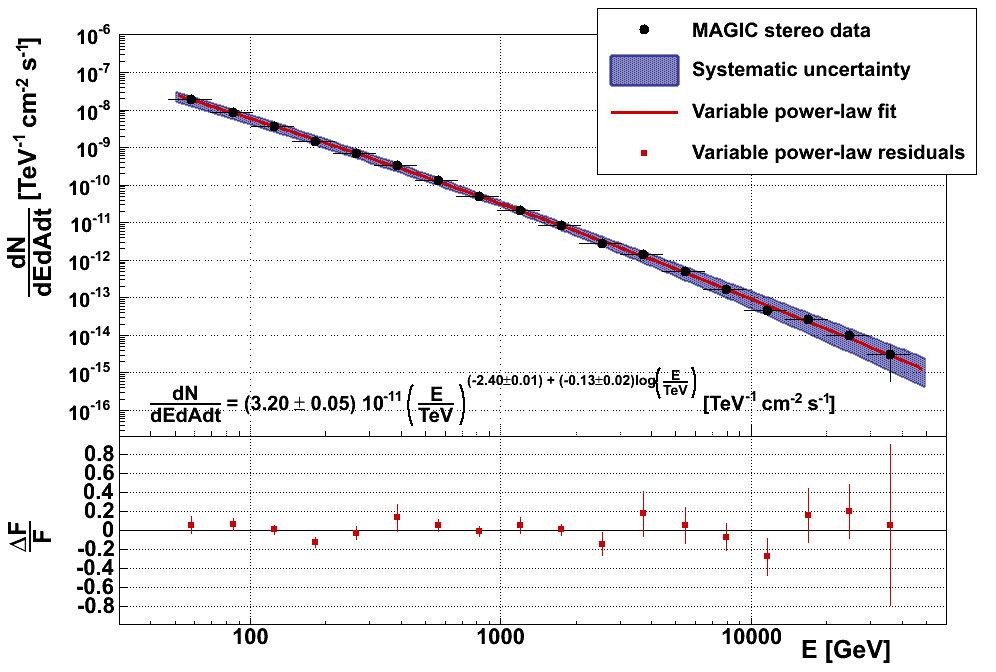 MAGIC stereo data
Systematic uncertainty
Variable power-law fit
Variable power-law residuals
dN/dEdAdt [TeV⁻¹ cm⁻² s⁻¹]
10⁻⁶
10⁻⁷
10⁻⁸
10⁻⁹
10⁻¹⁰
10⁻¹¹
10⁻¹²
10⁻¹³
10⁻¹⁴
10⁻¹⁵
10⁻¹⁶
dN/dEdAdt = (3.20 ± 0.05) 10⁻¹¹ (E/TeV)^((-2.40±0.01) + (-0.13±0.02)log(E/TeV)) [TeV⁻¹ cm⁻² s⁻¹]
ΔF/F
0.8
0.6
0.4
0.2
0
-0.2
-0.4
-0.6
-0.8
100 1000 10000
E [GeV]